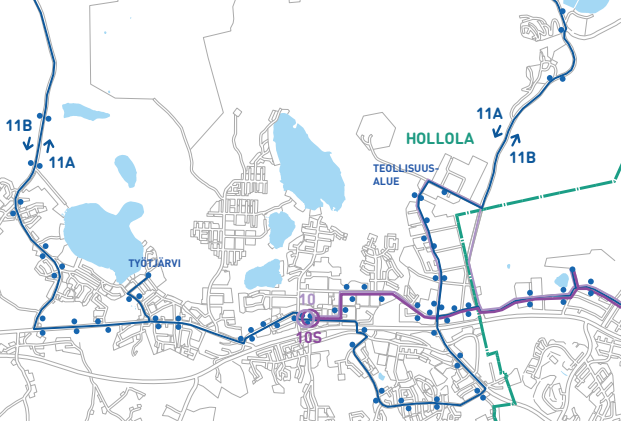 11A
11B
HOLLOLA
11B
11A
TEOLLISUUS-
ALUE
TYÖTJÄRVI
10
10S